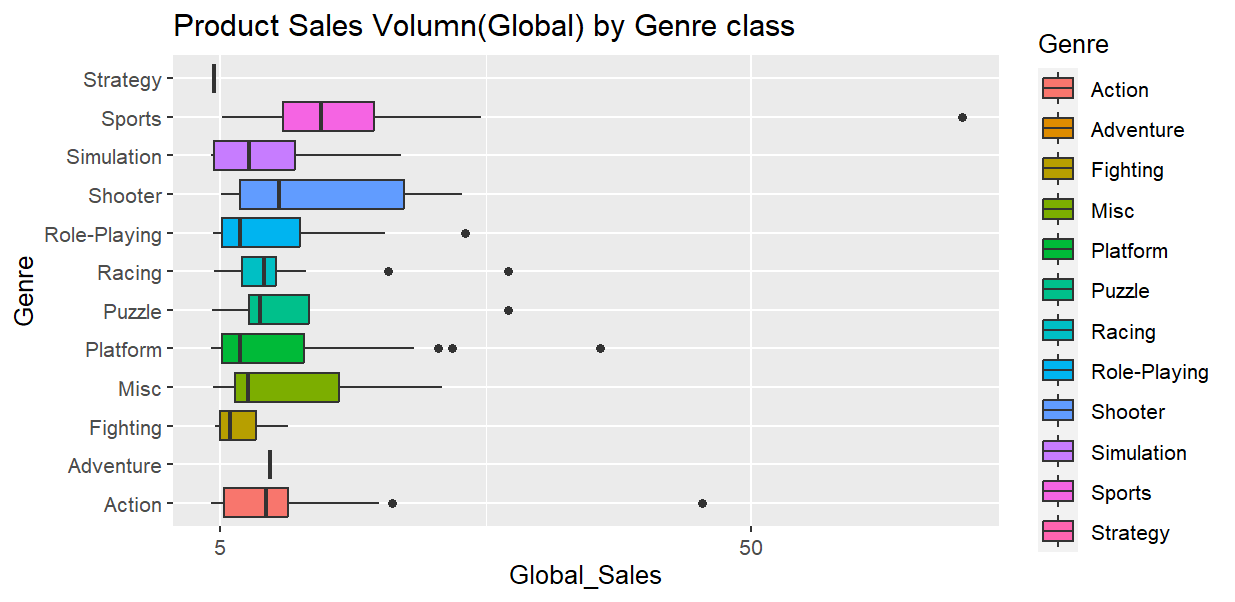 Product Sales Volumn(Global) by Genre class
Genre
Strategy
Sports
Simulation
Shooter
Role-Playing
Racing
Puzzle
Platform
Misc
Fighting
Adventure
Action
5
50
Global_Sales
Genre
Action
Adventure
Fighting
Misc
Platform
Puzzle
Racing
Role-Playing
Shooter
Simulation
Sports
Strategy